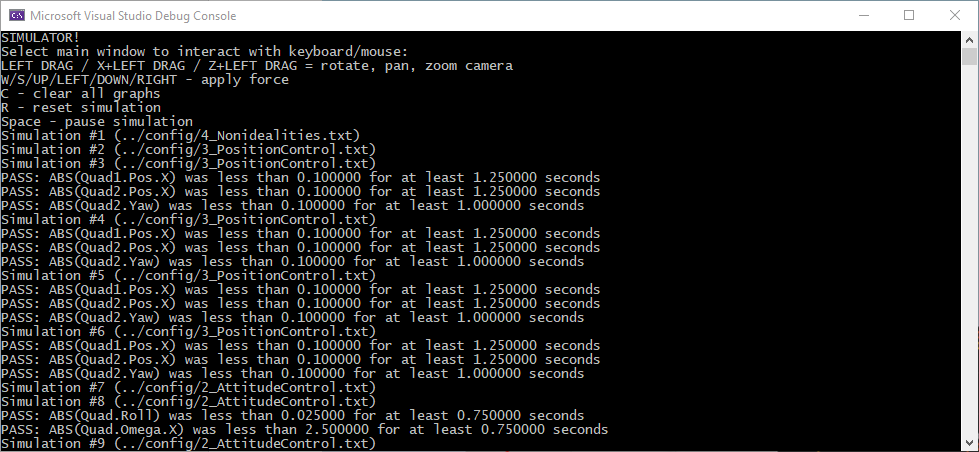 Microsoft Visual Studio Debug Console
SIMULATOR!
Select main window to interact with keyboard/mouse:
LEFT DRAG / X+LEFT DRAG / Z+LEFT DRAG = rotate, pan, zoom camera
W/S/UP/LEFT/DOWN/RIGHT - apply force
C - clear all graphs
R - reset simulation
Space - pause simulation
Simulation #1 (../config/4_Nonidealities.txt)
Simulation #2 (../config/3_PositionControl.txt)
Simulation #3 (../config/3_PositionControl.txt)
PASS: ABS(Quad1.Pos.X) was less than 0.100000 for at least 1.250000 seconds
PASS: ABS(Quad2.Pos.X) was less than 0.100000 for at least 1.250000 seconds
PASS: ABS(Quad2.Yaw) was less than 0.100000 for at least 1.000000 seconds
Simulation #4 (../config/3_PositionControl.txt)
PASS: ABS(Quad1.Pos.X) was less than 0.100000 for at least 1.250000 seconds
PASS: ABS(Quad2.Pos.X) was less than 0.100000 for at least 1.250000 seconds
PASS: ABS(Quad2.Yaw) was less than 0.100000 for at least 1.000000 seconds
Simulation #5 (../config/3_PositionControl.txt)
PASS: ABS(Quad1.Pos.X) was less than 0.100000 for at least 1.250000 seconds
PASS: ABS(Quad2.Pos.X) was less than 0.100000 for at least 1.250000 seconds
PASS: ABS(Quad2.Yaw) was less than 0.100000 for at least 1.000000 seconds
Simulation #6 (../config/3_PositionControl.txt)
PASS: ABS(Quad1.Pos.X) was less than 0.100000 for at least 1.250000 seconds
PASS: ABS(Quad2.Pos.X) was less than 0.100000 for at least 1.250000 seconds
PASS: ABS(Quad2.Yaw) was less than 0.100000 for at least 1.000000 seconds
Simulation #7 (../config/2_AttitudeControl.txt)
Simulation #8 (../config/2_AttitudeControl.txt)
PASS: ABS(Quad.Roll) was less than 0.025000 for at least 0.750000 seconds
PASS: ABS(Quad.Omega.X) was less than 2.500000 for at least 0.750000 seconds
Simulation #9 (../config/2_AttitudeControl.txt)